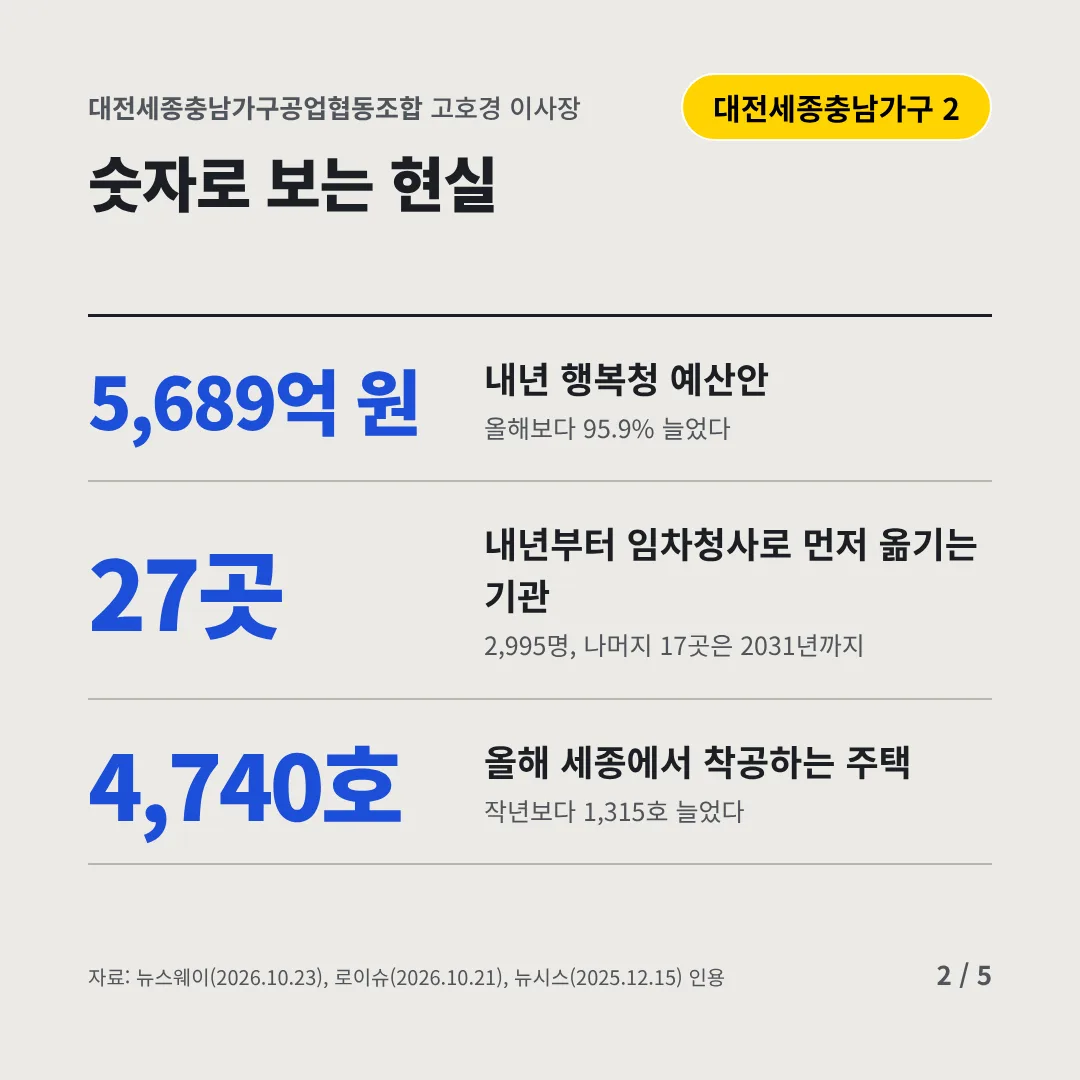 대전세종충남가구공업협동조합 고호경 이사장
대전세종충남가구 2
숫자로 보는 현실
5,689억 원
내년 행복청 예산안
올해보다 95.9% 늘었다
27곳
내년부터 임차청사로 먼저 옮기는
기관
2,995명, 나머지 17곳은 2031년까지
4,740호
올해 세종에서 착공하는 주택
작년보다 1,315호 늘었다
자료: 뉴스웨이(2026.10.23), 로이슈(2026.10.21), 뉴시스(2025.12.15) 인용
2 / 5